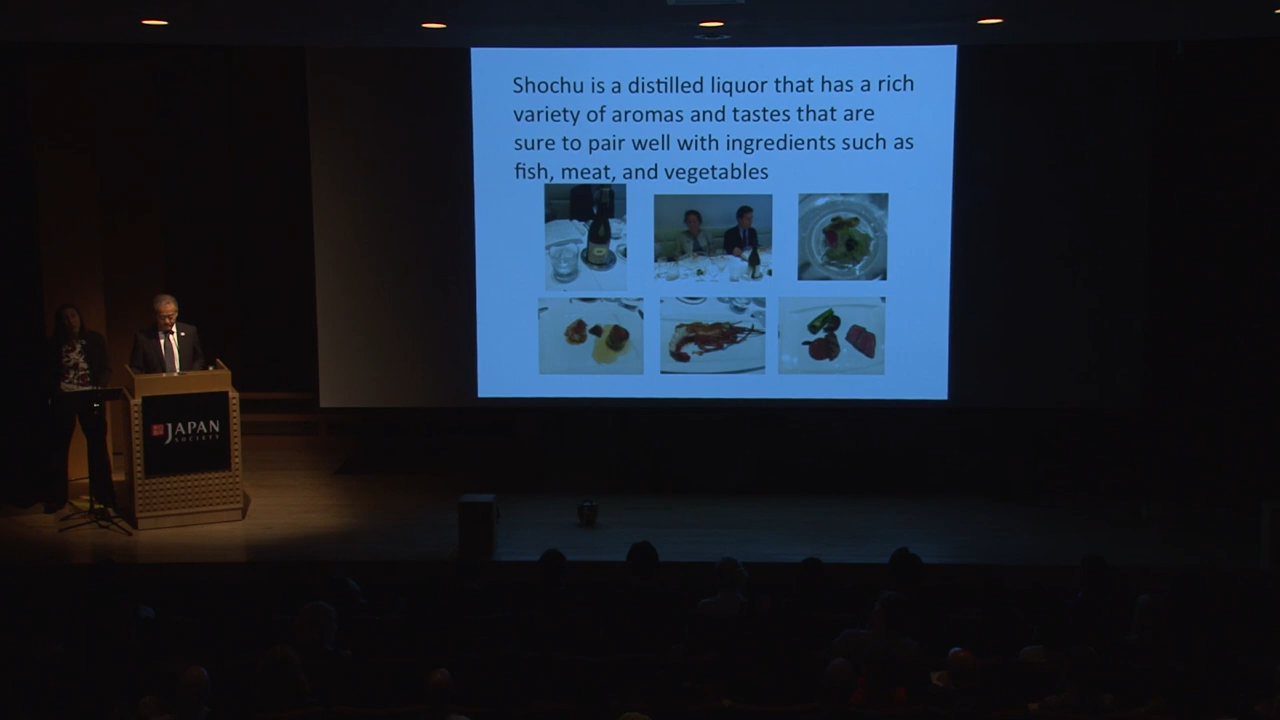 Shochu is a distilled liquor that has a rich
variety of aromas and tastes that are
sure to pair well with ingredients such as
fish, meat, and vegetables
JAPAN
SOCIETY